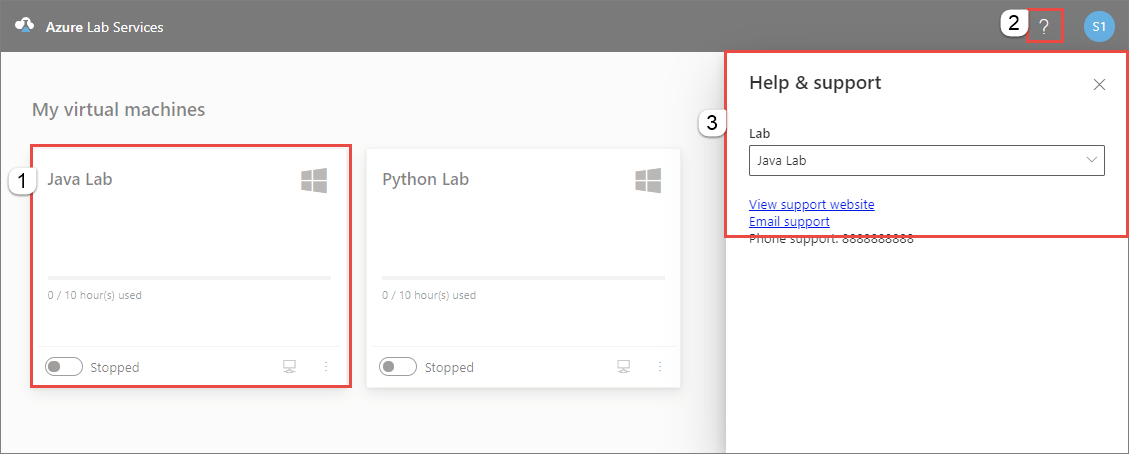 Azure Lab Services
2
?
S1
My virtual machines
Help & support
3
Lab
Java Lab
1
Java Lab
Python Lab
View support website
Email support
Phone support: 8888888888
0 / 10 hour(s) used
0 / 10 hour(s) used
Stopped
Stopped